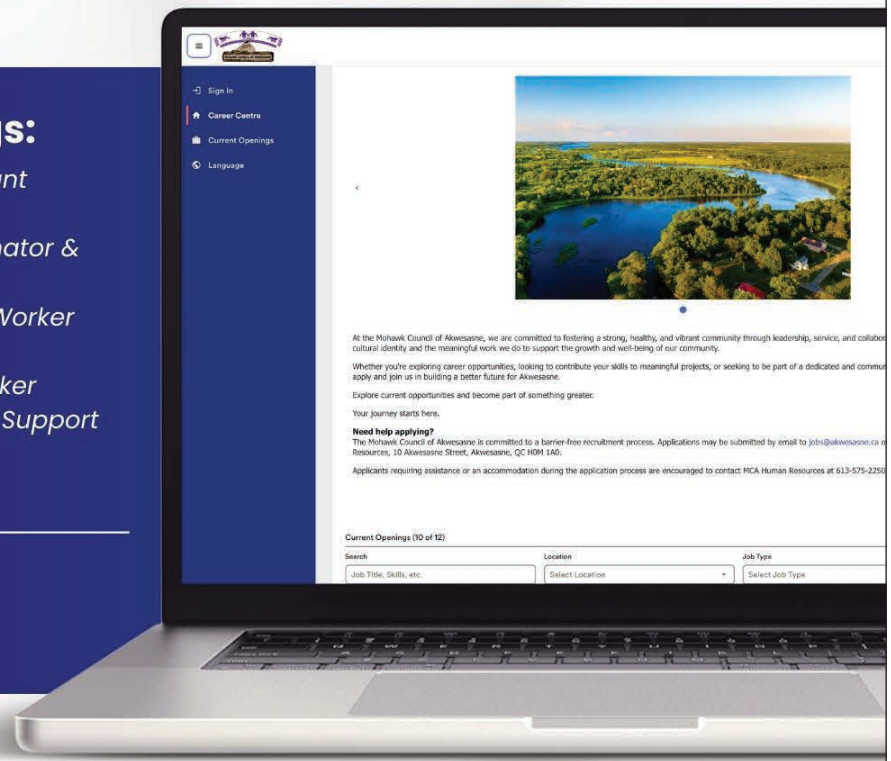 gs:
nt
nator &
Worker
ker
Support
MOHAWK COUNCIL OF AKWESASNE
Sign In
Career Centre
Current Openings
Language
At the Mohawk Council of Akwesasne, we are committed to fostering a strong, healthy, and vibrant community through leadership, service, and collabor
cultural identity and the meaningful work we do to support the growth and well-being of our community.
Whether you're exploring career opportunities, looking to contribute your skills to meaningful projects, or seeking to be part of a dedicated and commun
apply and join us in building a better future for Akwesasne.
Explore current opportunities and become part of something greater.
Your journey starts here.
Need help applying?
The Mohawk Council of Akwesasne is committed to a barrier-free recruitment process. Applications may be submitted by email to jobs@akwesasne.ca o
Resources, 10 Akwesasne Street, Akwesasne, QC H0M 1A0.
Applicants requiring assistance or an accommodation during the application process are encouraged to contact MCA Human Resources at 613-575-2250
Current Openings (10 of 12)
Search Location Job Type
Job Title, Skills, etc. Select Location Select Job Type